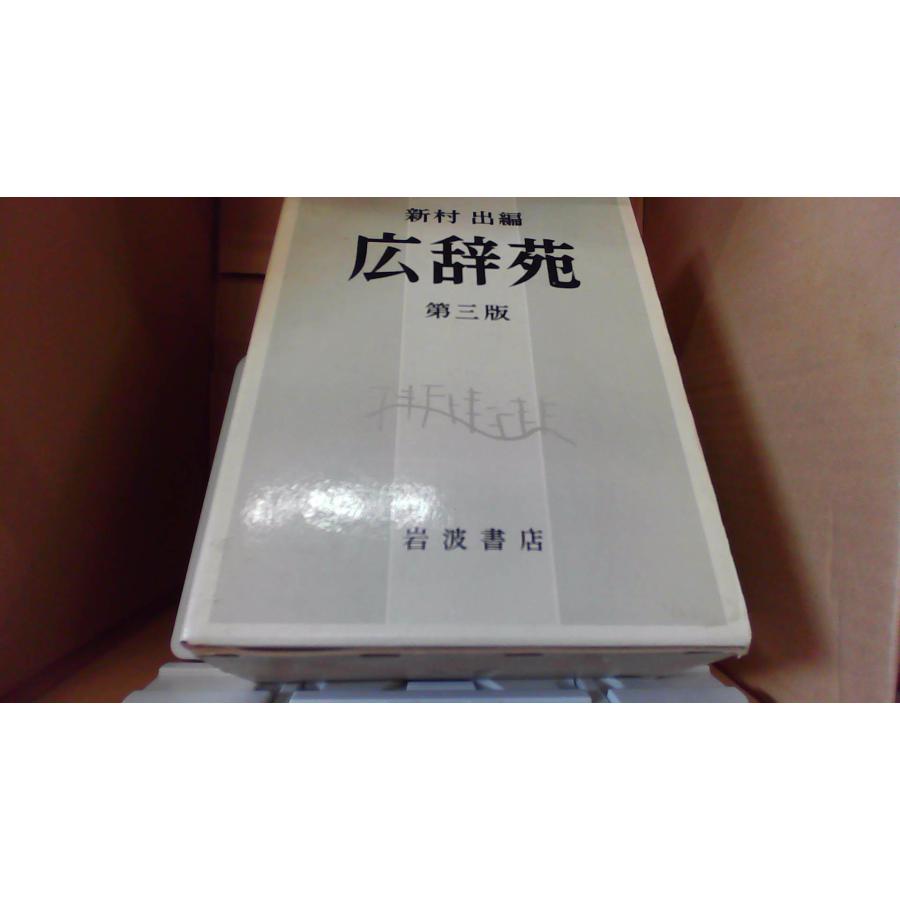 新村 出編
広辞苑
第三版
岩波書店